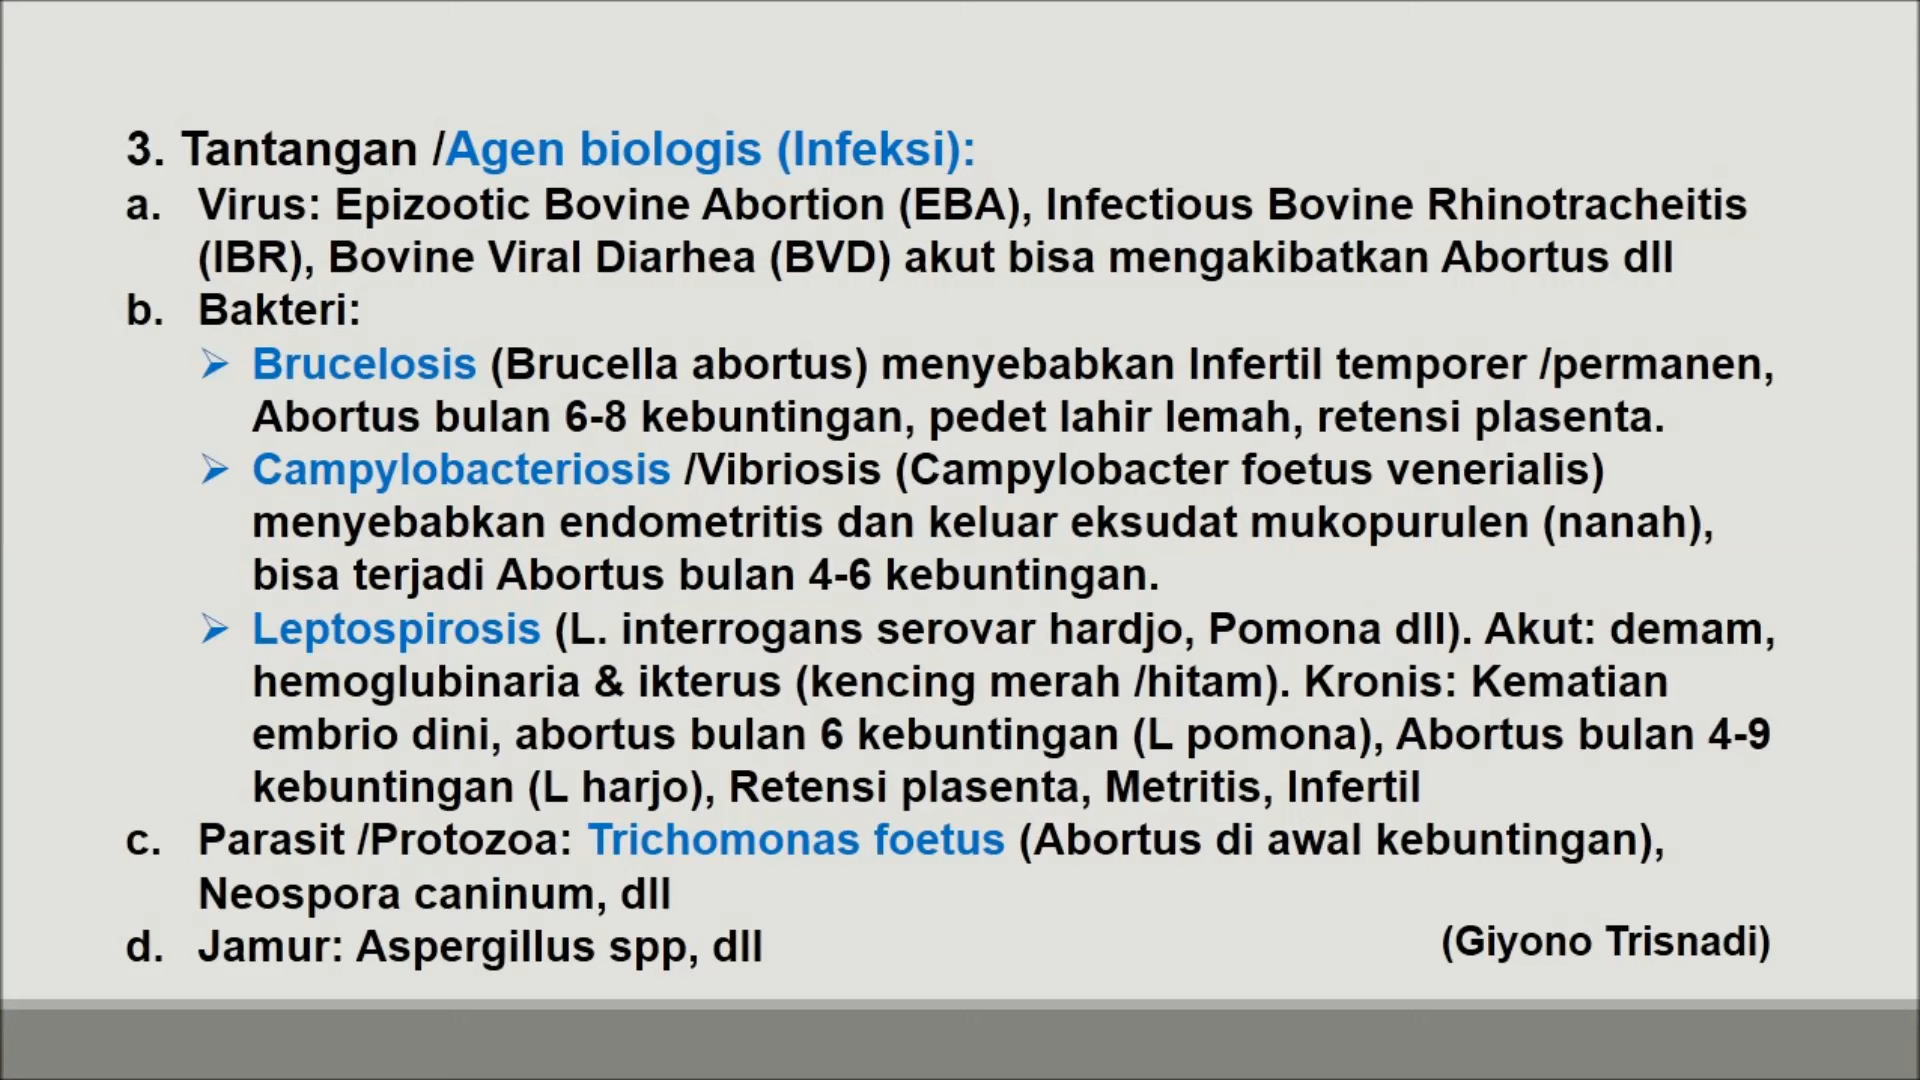 3. Tantangan /Agen biologis (Infeksi):
a. Virus: Epizootic Bovine Abortion (EBA), Infectious Bovine Rhinotracheitis
(IBR), Bovine Viral Diarhea (BVD) akut bisa mengakibatkan Abortus dll
b. Bakteri:
➢ Brucelosis (Brucella abortus) menyebabkan Infertil temporer /permanen,
Abortus bulan 6-8 kebuntingan, pedet lahir lemah, retensi plasenta.
➢ Campylobacteriosis /Vibriosis (Campylobacter foetus venerialis)
menyebabkan endometritis dan keluar eksudat mukopurulen (nanah),
bisa terjadi Abortus bulan 4-6 kebuntingan.
➢ Leptospirosis (L. interrogans serovar hardjo, Pomona dll). Akut: demam,
hemoglubinaria & ikterus (kencing merah /hitam). Kronis: Kematian
embrio dini, abortus bulan 6 kebuntingan (L pomona), Abortus bulan 4-9
kebuntingan (L harjo), Retensi plasenta, Metritis, Infertil
c. Parasit /Protozoa: Trichomonas foetus (Abortus di awal kebuntingan),
Neospora caninum, dll
d. Jamur: Aspergillus spp, dll
(Giyono Trisnadi)